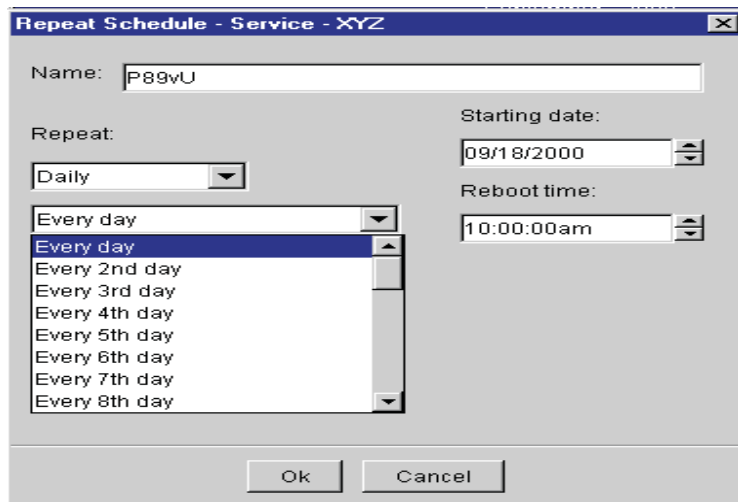 Repeat Schedule - Service - XYZ
Name: P89vU
Repeat:
Daily
Every day
Every day
Every 2nd day
Every 3rd day
Every 4th day
Every 5th day
Every 6th day
Every 7th day
Every 8th day
Starting date:
09/18/2000
Reboot time:
10:00:00am
Ok Cancel